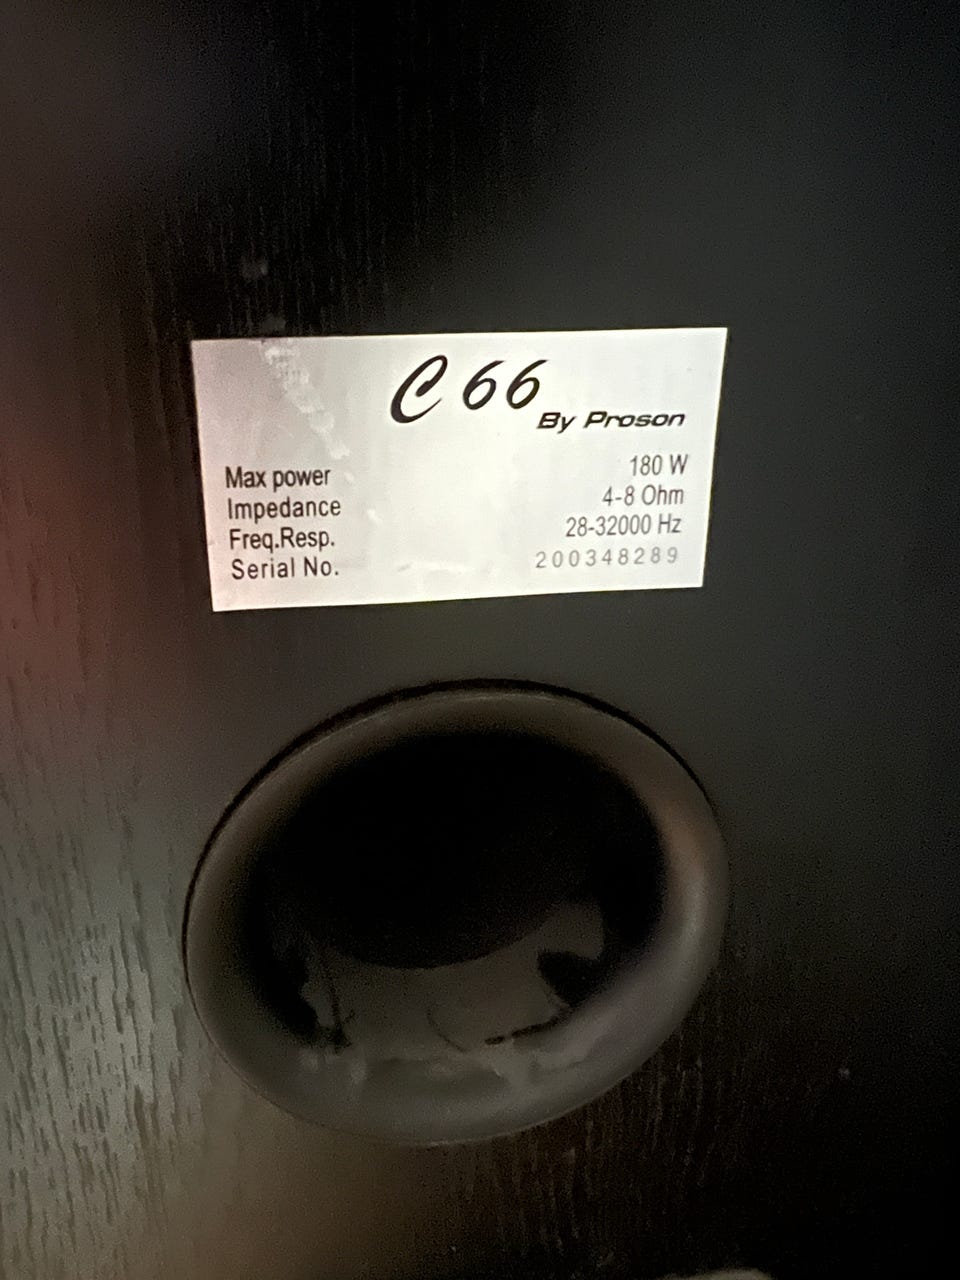 C 66
By Proson
Max power 180 W
Impedance 4-8 Ohm
Freq.Resp. 28-32000 Hz
Serial No. 200348289